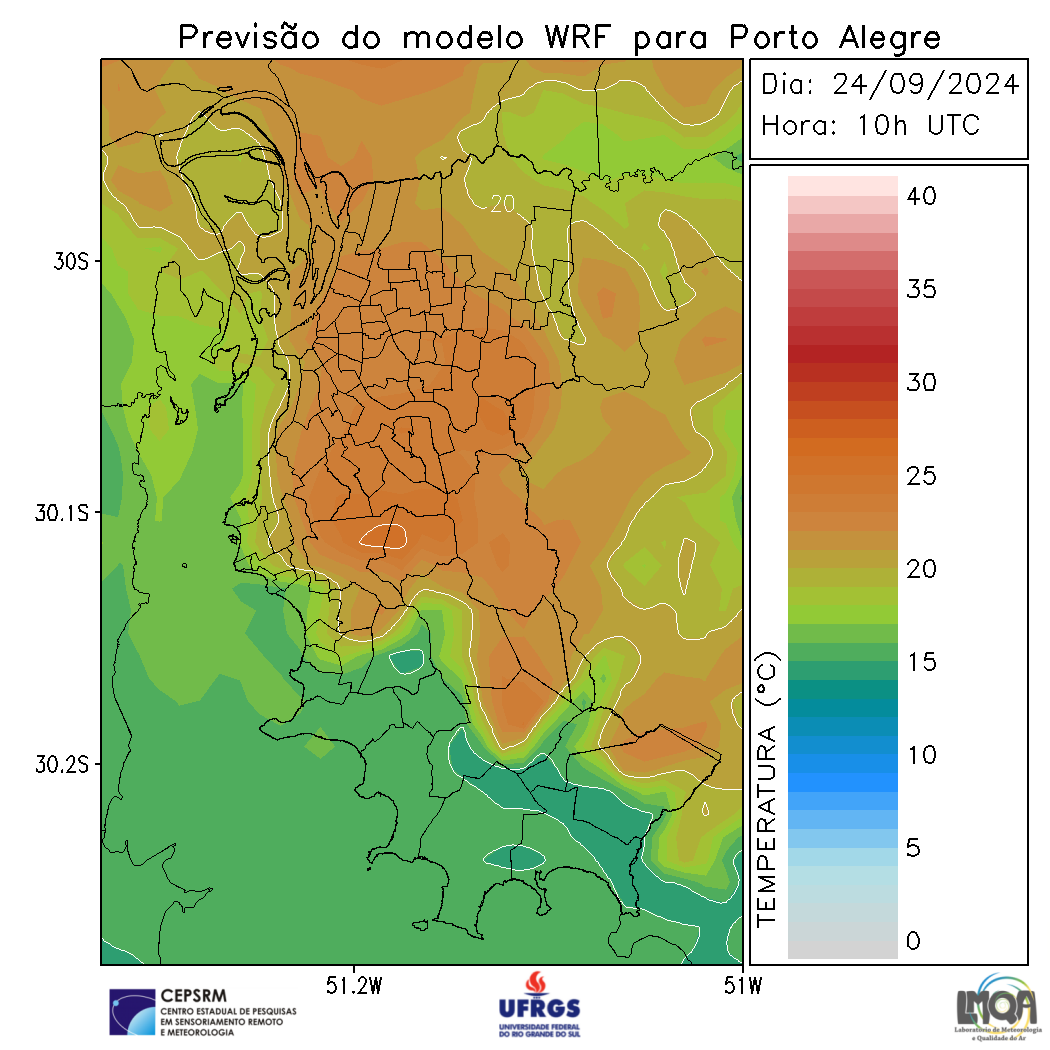 Previsão do modelo WRF para Porto Alegre
Dia: 24/09/2024
Hora: 10h UTC
20
30S
30.1S
30.2S
51.2W
51W
TEMPERATURA (°C)
40
35
30
25
20
15
10
5
0
CEPSRM
CENTRO ESTADUAL DE PESQUISAS
EM SENSORIAMENTO REMOTO
E METEOROLOGIA
UFRGS
UNIVERSIDADE FEDERAL
DO RIO GRANDE DO SUL
LMQA
Laboratório de Meteorologia
e Qualidade do Ar